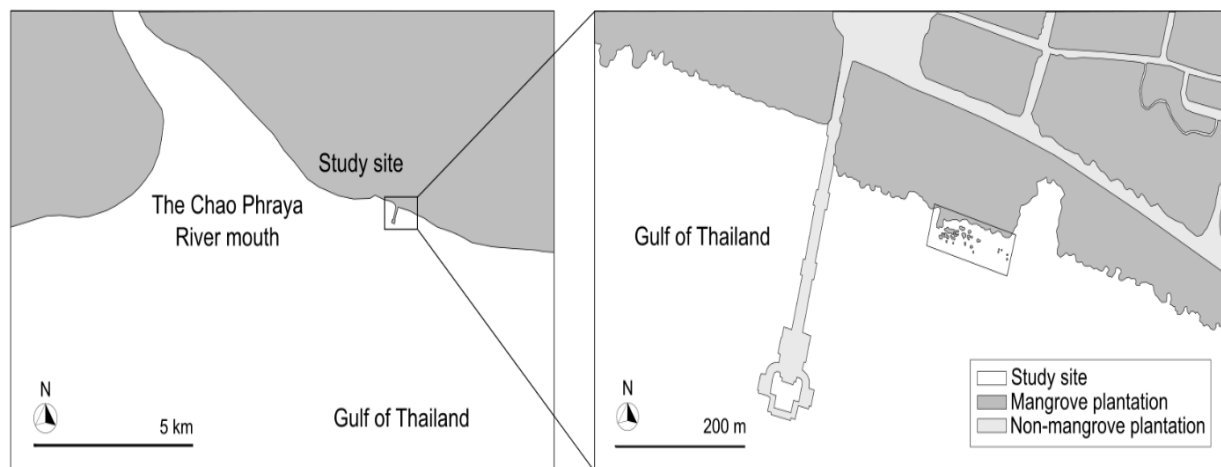 Study site
The Chao Phraya
River mouth
N
5 km
Gulf of Thailand
Gulf of Thailand
N
200 m
Study site
Mangrove plantation
Non-mangrove plantation